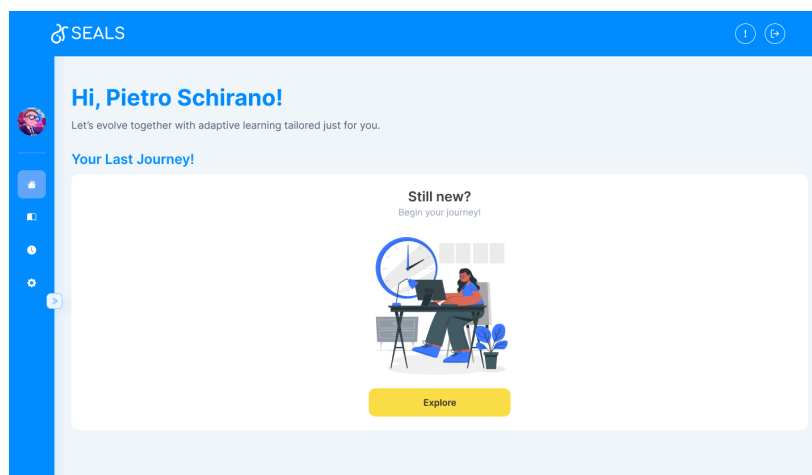 SEALS
Hi, Pietro Schirano!
Let's evolve together with adaptive learning tailored just for you.
Your Last Journey!
Still new?
Begin your journey!
Explore